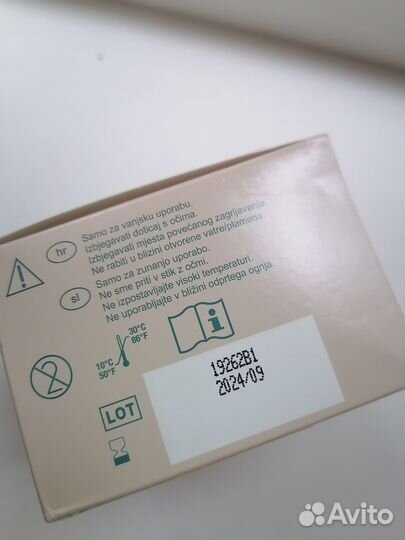 hr
Samo za vanjsku uporabu.
Izbjegavati doticaj s očima.
Izbjegavati mjesta povećanog zagrijavanja.
Ne rabiti u blizini otvorene vatre/plamena.
sl
Samo za zunanjo uporabo.
Ne sme priti v stik z očmi.
Ne izpostavljajte visoki temperaturi.
Ne uporabljajte v bližini odprtega ognja.
2
30°C
86°F
10°C
50°F
i
LOT
19262B1
2024/09
Avito